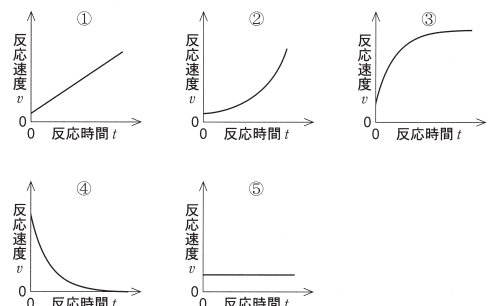 ①
反応速度 v
0
0 反応時間 t
②
反応速度 v
0
0 反応時間 t
③
反応速度 v
0
0 反応時間 t
④
反応速度 v
0
0 反応時間 t
⑤
反応速度 v
0
0 反応時間 t